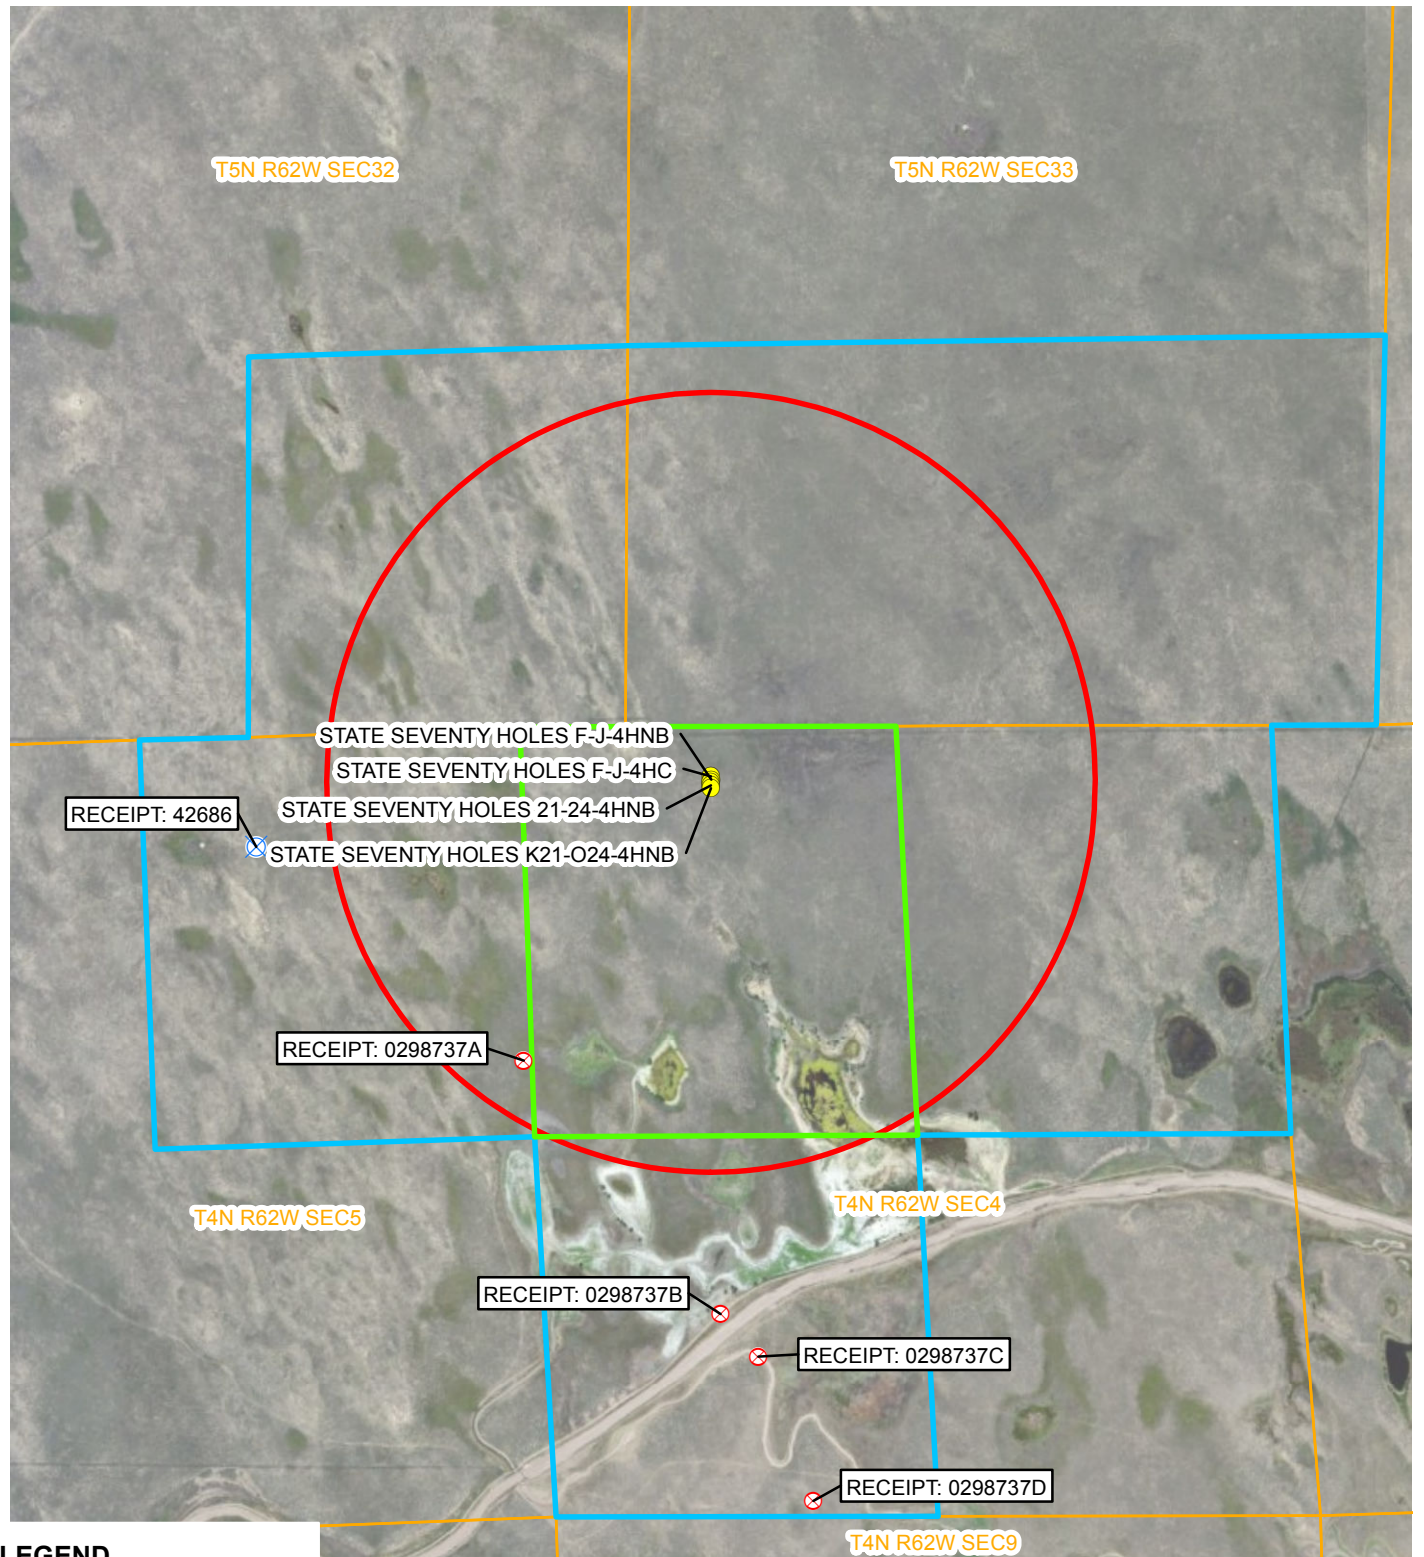 T5N R62W SEC32
T5N R62W SEC33
STATE SEVENTY HOLES F-J-4HNB
STATE SEVENTY HOLES F-J-4HC
RECEIPT: 42686
STATE SEVENTY HOLES 21-24-4HNB
STATE SEVENTY HOLES K21-O24-4HNB
RECEIPT: 0298737A
T4N R62W SEC4
T4N R62W SEC5
RECEIPT: 0298737B
RECEIPT: 0298737C
RECEIPT: 0298737D
T4N R62W SEC9
LEGEND